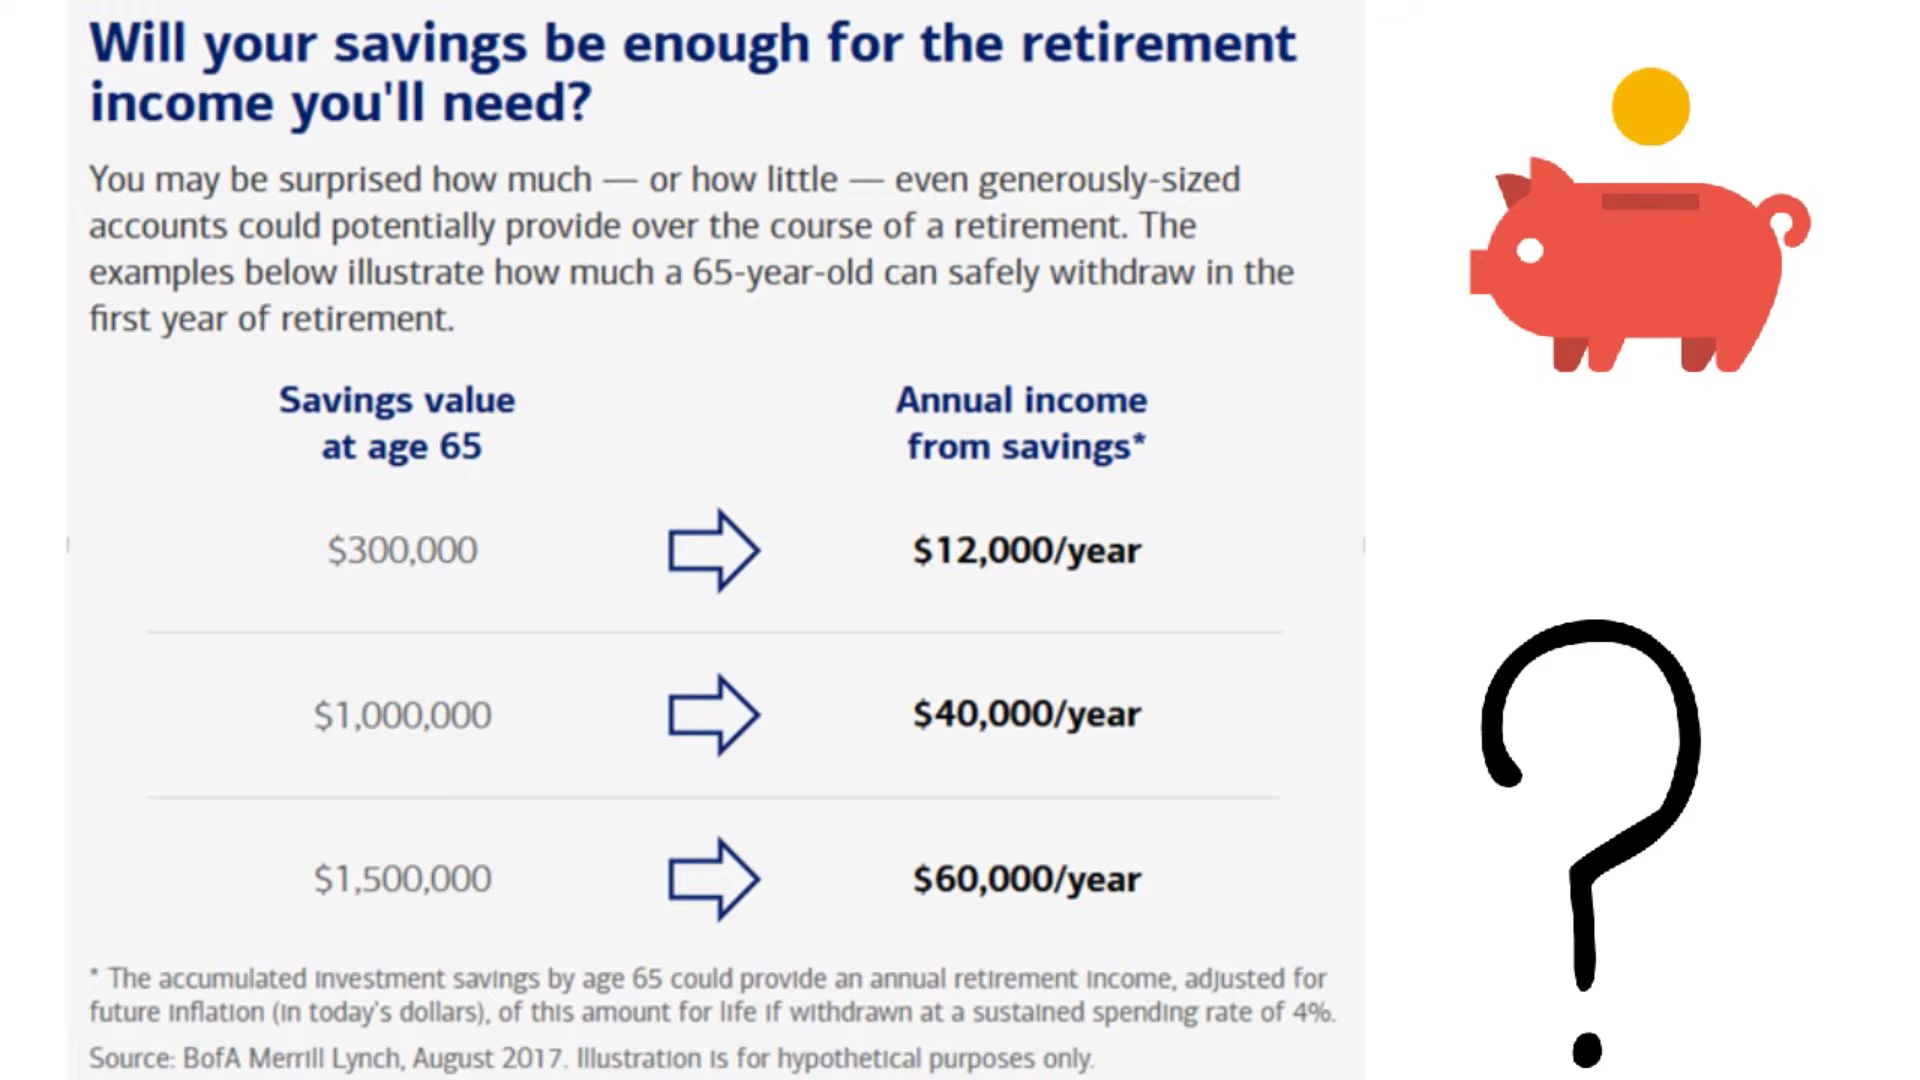 Will your savings be enough for the retirement
income you'll need?
You may be surprised how much — or how little — even generously-sized
accounts could potentially provide over the course of a retirement. The
examples below illustrate how much a 65-year-old can safely withdraw in the
first year of retirement.
Savings value
at age 65
Annual income
from savings*
$300,000
$12,000/year
$1,000,000
$40,000/year
$1,500,000
$60,000/year
* The accumulated investment savings by age 65 could provide an annual retirement income, adjusted for
future inflation (in today's dollars), of this amount for life if withdrawn at a sustained spending rate of 4%.
Source: BofA Merrill Lynch, August 2017. Illustration is for hypothetical purposes only.
?